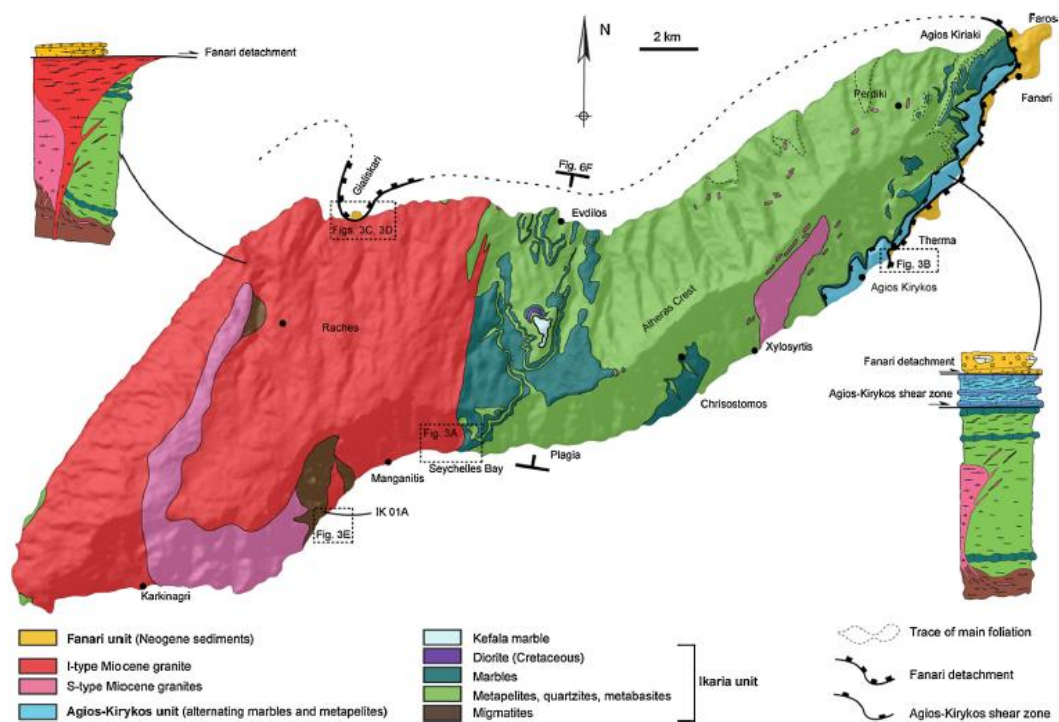 Fanari detachment
N
2 km
Faros
Agios Kiriaki
Perdiki
Fanari
Gialiskari
Fig. 6F
Evdilos
Figs. 3C, 3D
Therma
Fig. 3B
Agios Kirykos
Atheras Crest
Raches
Xylosyrtis
Chrisostomos
Fanari detachment
Agios-Kirykos shear zone
Fig. 3A
Seychelles Bay
Plagia
Manganitis
IK 01A
Fig. 3E
Karkinagri
Fanari unit (Neogene sediments)
I-type Miocene granite
S-type Miocene granites
Agios-Kirykos unit (alternating marbles and metapelites)
Kefala marble
Diorite (Cretaceous)
Marbles
Metapelites, quartzites, metabasites
Migmatites
Ikaria unit
Trace of main foliation
Fanari detachment
Agios-Kirykos shear zone